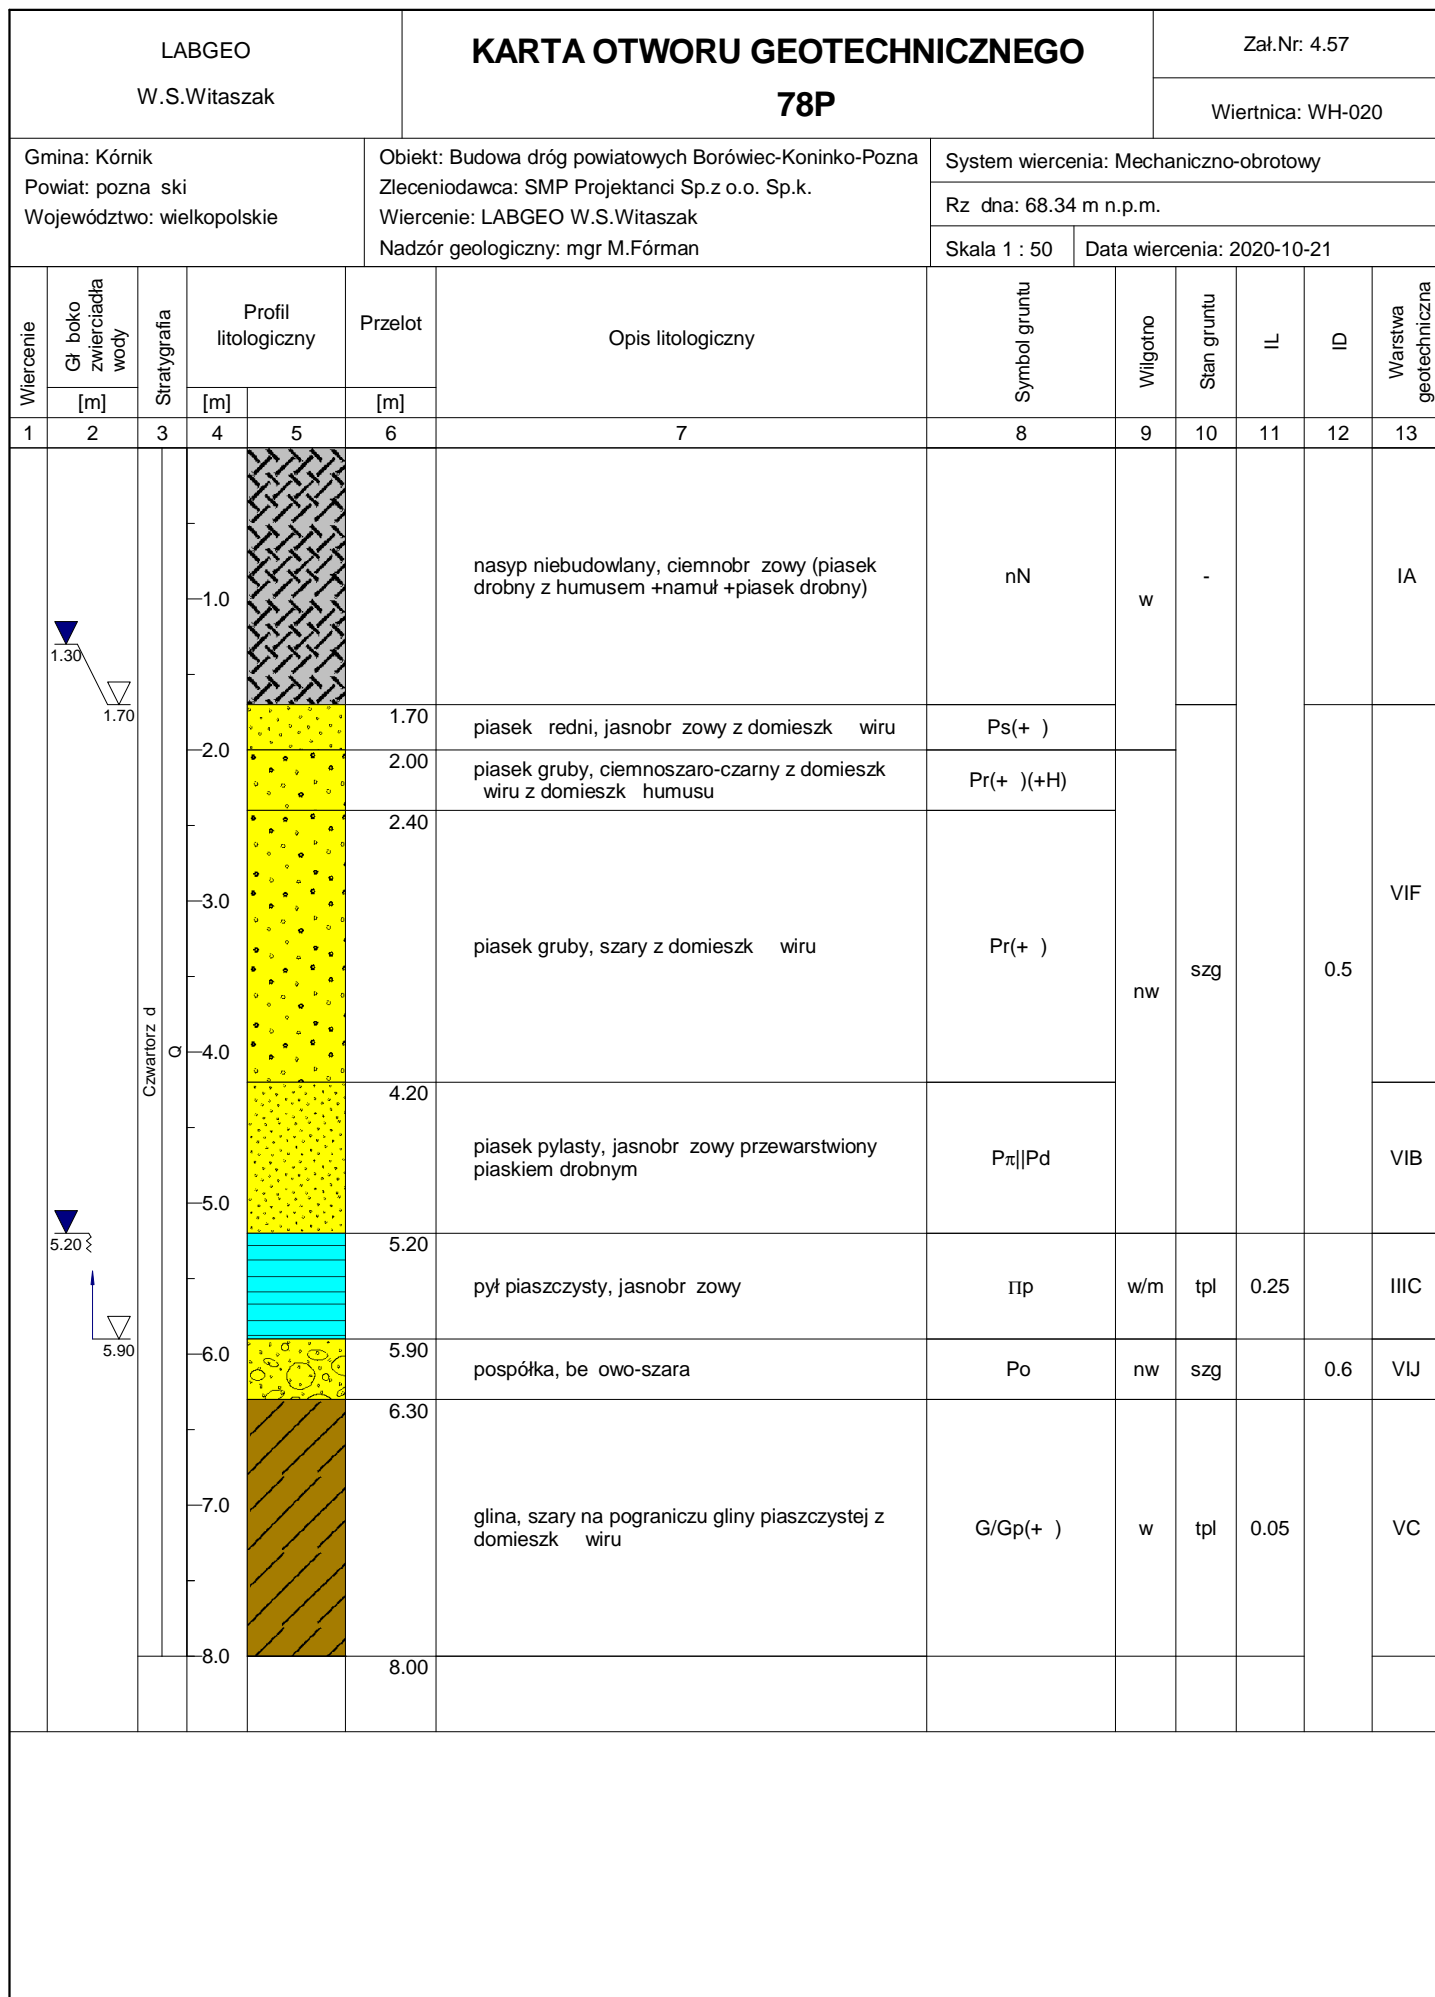 LABGEO
W.S.Witaszak
KARTA OTWORU GEOTECHNICZNEGO
78P
Zał.Nr: 4.57
Wiertnica: WH-020
Gmina: Kórnik
Powiat: pozna ski
Województwo: wielkopolskie
Obiekt: Budowa dróg powiatowych Borówiec-Koninko-Pozna
Zleceniodawca: SMP Projektanci Sp.z o.o. Sp.k.
Wiercenie: LABGEO W.S.Witaszak
Nadzór geologiczny: mgr M.Fórman
System wiercenia: Mechaniczno-obrotowy
Rz dna: 68.34 m n.p.m.
Skala 1 : 50
Data wiercenia: 2020-10-21
Wiercenie
Gł boko
zwierciadła
wody
[m]
Stratygrafia
Profil
litologiczny
[m]
Przelot
[m]
Opis litologiczny
Symbol gruntu
Wilgotno
Stan gruntu
IL
ID
Warstwa
geotechniczna
1 2 3 4 5 6 7 8 9 10 11 12 13
nasyp niebudowlany, ciemnobr zowy (piasek
drobny z humusem +namuł +piasek drobny)
nN
w
-
IA
1.0
1.30
1.70
1.70
piasek redni, jasnobr zowy z domieszk wiru
Ps(+ )
2.0
2.00
piasek gruby, ciemnoszaro-czarny z domieszk
wiru z domieszk humusu
Pr(+ )(+H)
2.40
3.0
VIF
piasek gruby, szary z domieszk wiru
Pr(+ )
nw
szg
0.5
Czwartorz d
Q
4.0
4.20
piasek pylasty, jasnobr zowy przewarstwiony
piaskiem drobnym
Pπ||Pd
VIB
5.0
5.20
5.20
pył piaszczysty, jasnobr zowy
Πp
w/m
tpl
0.25
IIIC
5.90
6.0
5.90
pospółka, be owo-szara
Po
nw
szg
0.6
VIJ
6.30
7.0
glina, szary na pograniczu gliny piaszczystej z
domieszk wiru
G/Gp(+ )
w
tpl
0.05
VC
8.0
8.00